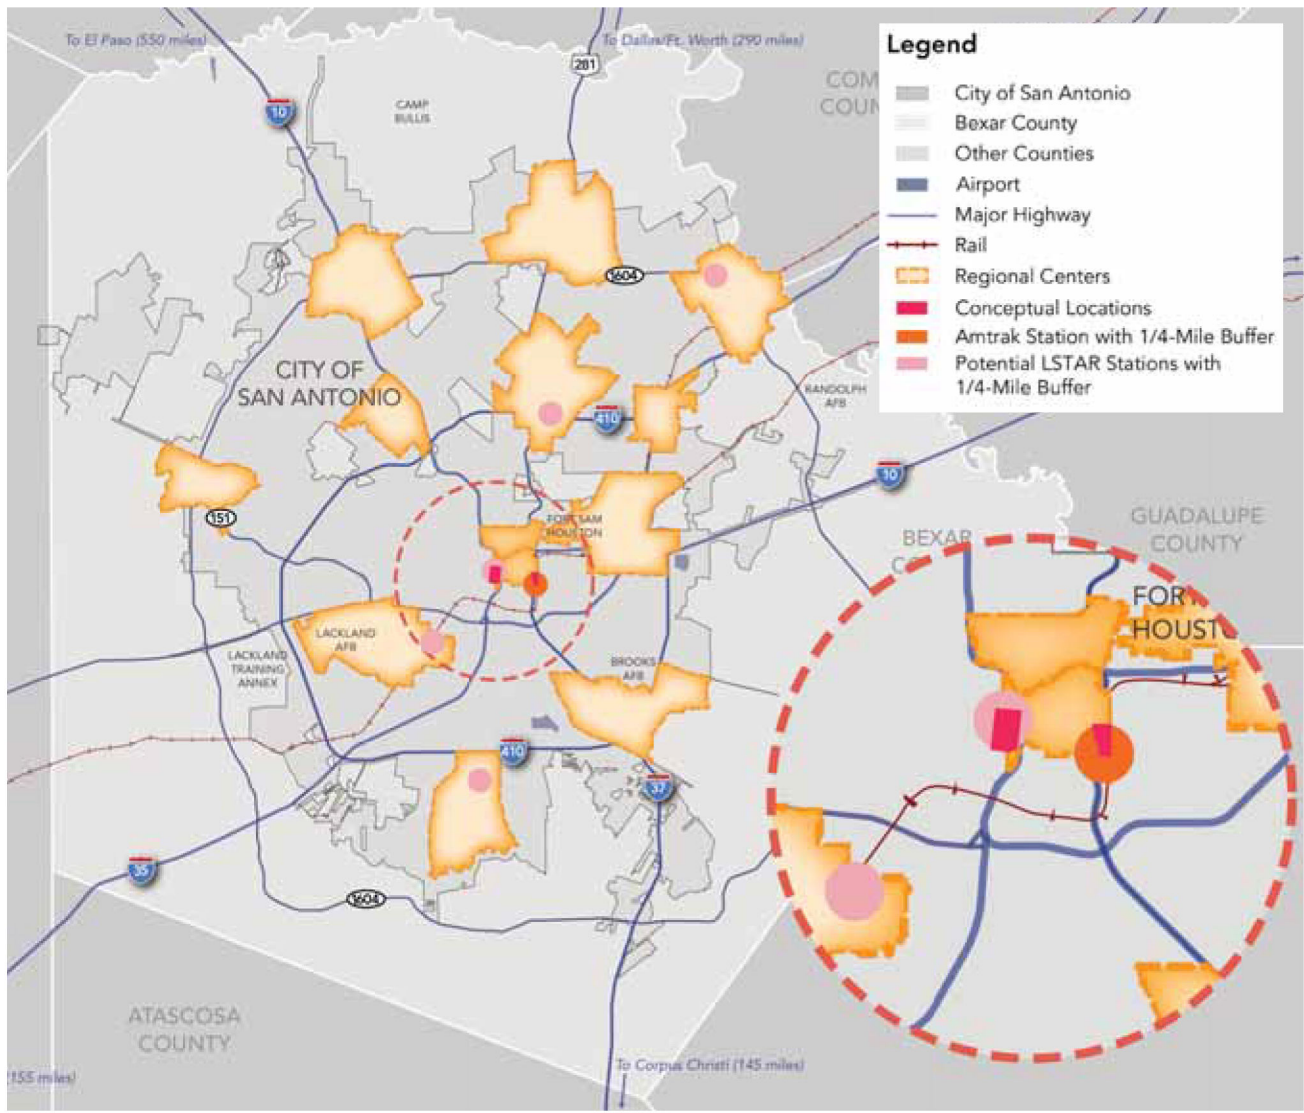 To El Paso (550 miles)
To Dallas/Ft. Worth (290 miles)
281
10
CAMP
BULLIS
COM
COUN
Legend
City of San Antonio
Bexar County
Other Counties
Airport
Major Highway
Rail
Regional Centers
Conceptual Locations
Amtrak Station with 1/4-Mile Buffer
Potential LSTAR Stations with
1/4-Mile Buffer
1604
CITY OF
SAN ANTONIO
RANDOLPH
AFB
410
10
151
FORT SAM
HOUSTON
BEXAR
GUADALUPE
COUNTY
FORT
HOUSTO
LACKLAND
AFB
LACKLAND
TRAINING
ANNEX
BROOKS
AFB
410
37
35
1604
ATASCOSA
COUNTY
To Corpus Christi (145 miles)
(155 miles)